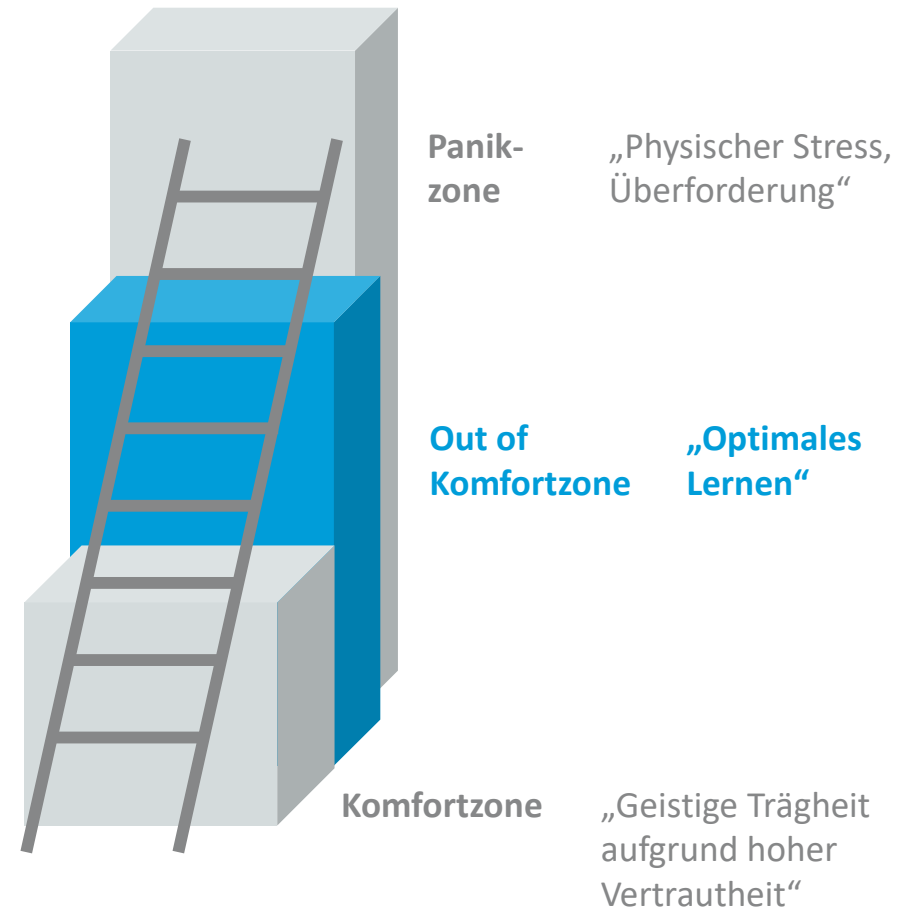 Panik-
zone
„Physischer Stress,
Überforderung“
Out of
Komfortzone
„Optimales
Lernen“
Komfortzone
„Geistige Trägheit
aufgrund hoher
Vertrautheit“